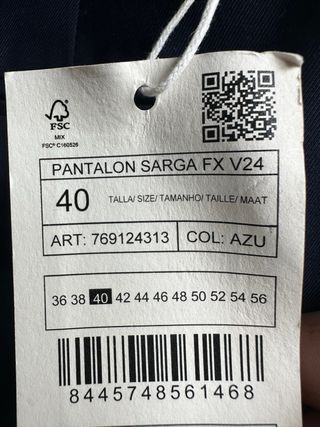 FSC
MIX
FSC® C160526
PANTALON SARGA FX V24
40 TALLA/ SIZE/ TAMANHO/ TAILLE/ MAAT
ART: 769124313 COL: AZU
36 38 40 42 44 46 48 50 52 54 56
8445748561468